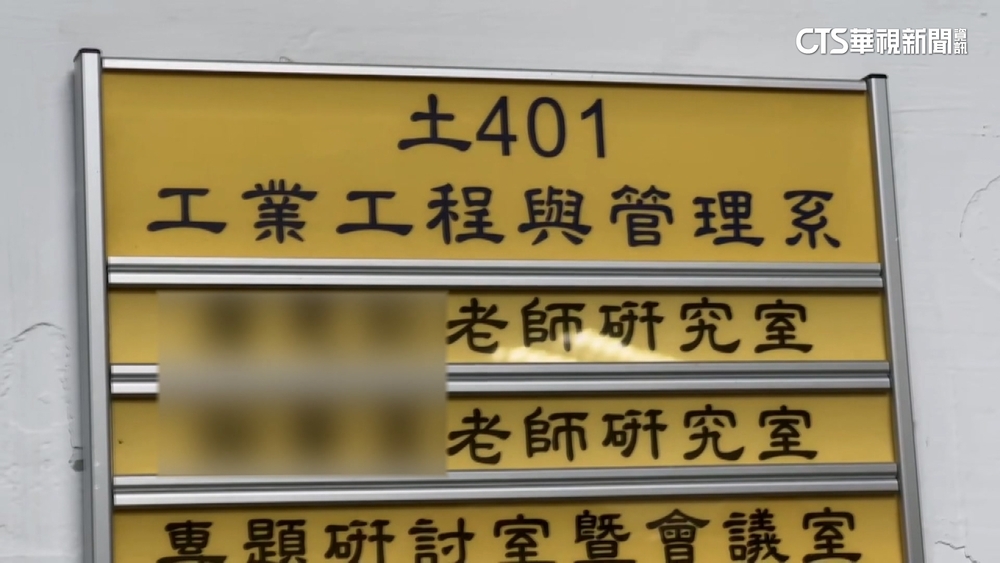 CTS華視新聞資訊
土401
工業工程與管理系
老師研究室
老師研究室
專題研討室暨會議室